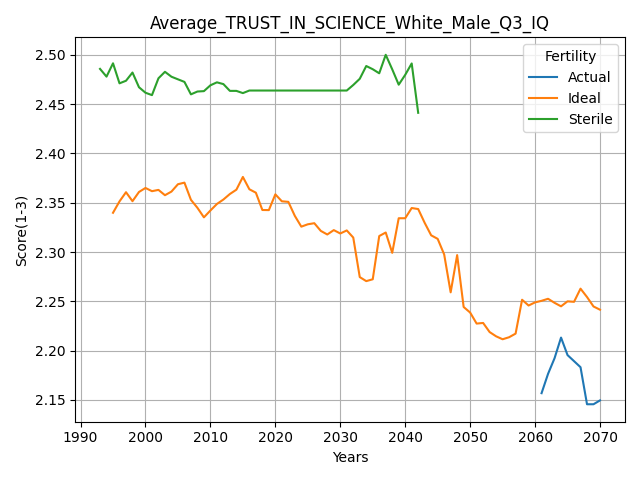 Average_TRUST_IN_SCIENCE_White_Male_Q3_IQ
Fertility
Actual
Ideal
Sterile
Score(1-3)
2.50
2.45
2.40
2.35
2.30
2.25
2.20
2.15
1990 2000 2010 2020 2030 2040 2050 2060 2070
Years